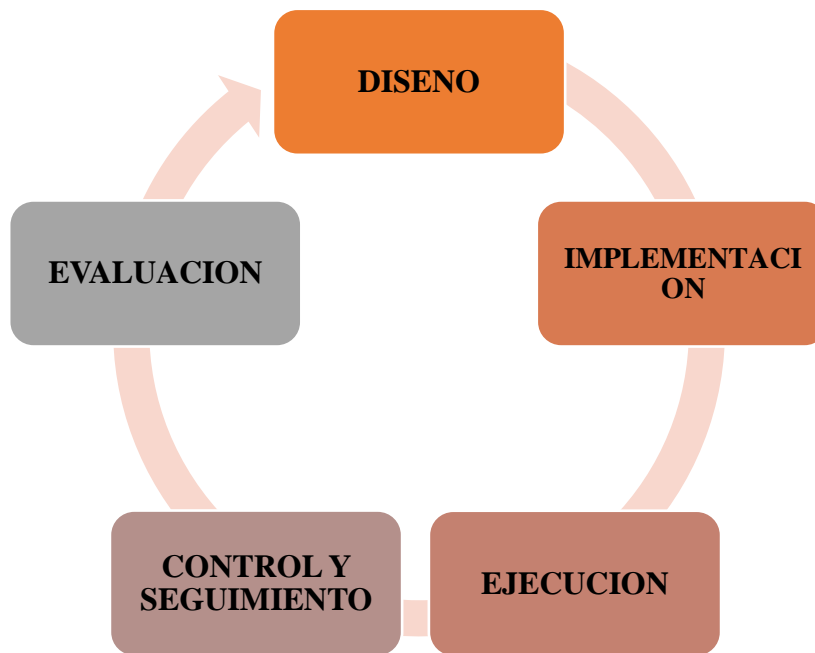 DISENO
IMPLEMENTACI
ON
EJECUCION
CONTROL Y
SEGUIMIENTO
EVALUACION